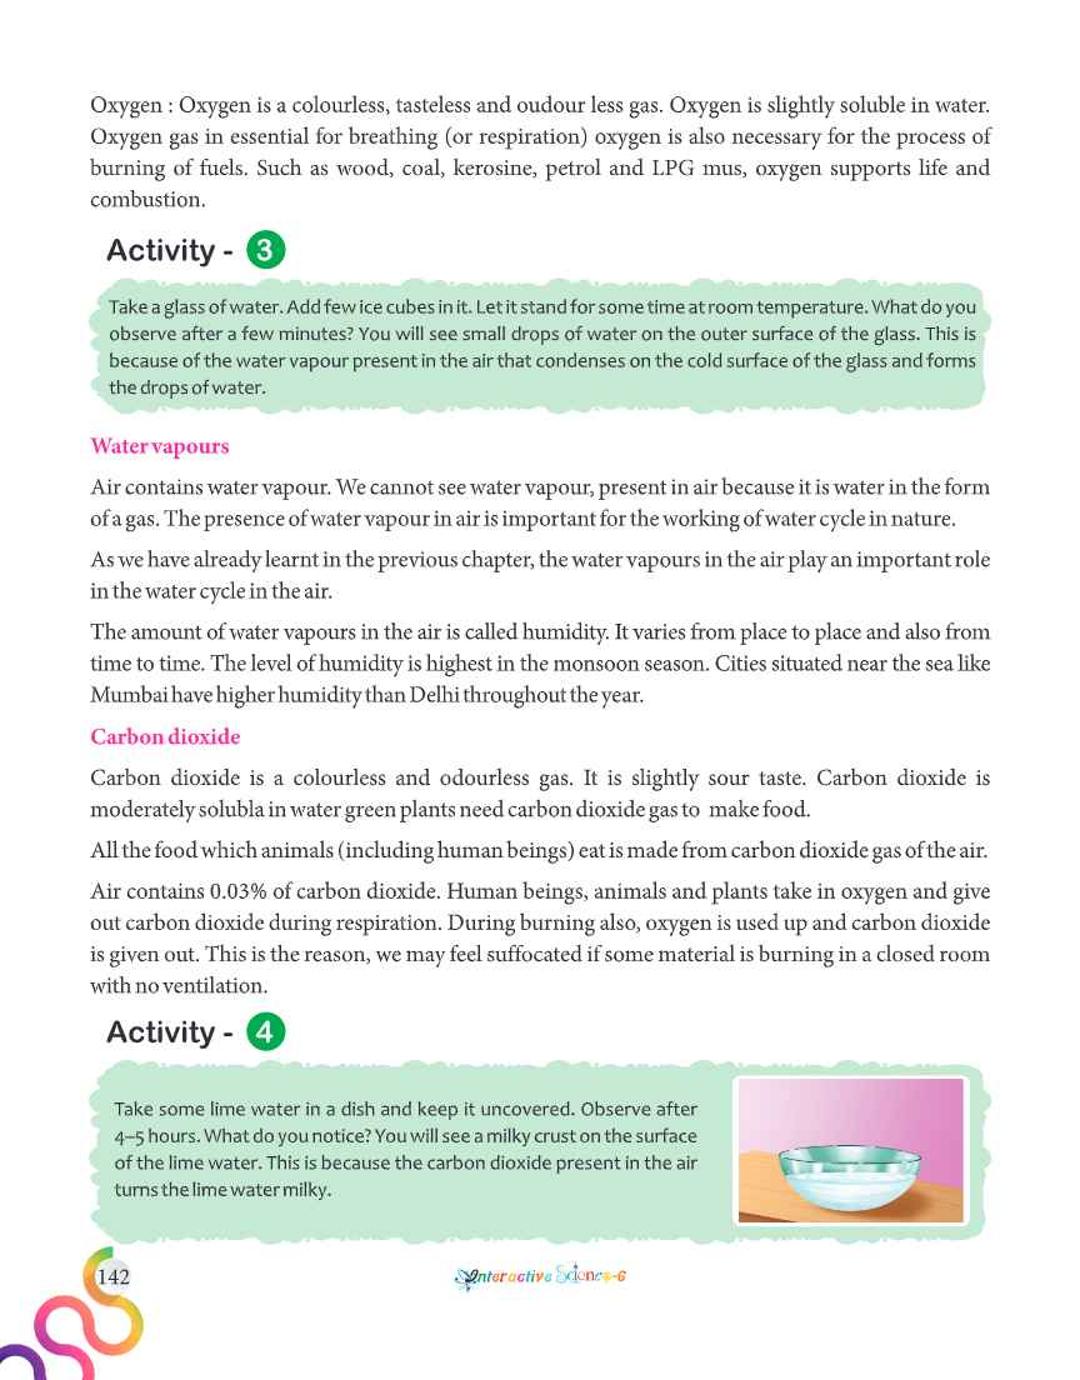 Oxygen : Oxygen is a colourless, tasteless and oudour less gas. Oxygen is slightly soluble in water.
Oxygen gas in essential for breathing (or respiration) oxygen is also necessary for the process of
burning of fuels. Such as wood, coal, kerosine, petrol and LPG mus, oxygen supports life and
combustion.
Activity - 3
Take a glass of water. Add few ice cubes in it. Let it stand for some time at room temperature. What do you
observe after a few minutes? You will see small drops of water on the outer surface of the glass. This is
because of the water vapour present in the air that condenses on the cold surface of the glass and forms
the drops of water.
Water vapours
Air contains water vapour. We cannot see water vapour, present in air because it is water in the form
of a gas. The presence of water vapour in air is important for the working of water cycle in nature.
As we have already learnt in the previous chapter, the water vapours in the air play an important role
in the water cycle in the air.
The amount of water vapours in the air is called humidity. It varies from place to place and also from
time to time. The level of humidity is highest in the monsoon season. Cities situated near the sea like
Mumbai have higher humidity than Delhi throughout the year.
Carbon dioxide
Carbon dioxide is a colourless and odourless gas. It is slightly sour taste. Carbon dioxide is
moderately solubla in water green plants need carbon dioxide gas to make food.
All the food which animals (including human beings) eat is made from carbon dioxide gas of the air.
Air contains 0.03% of carbon dioxide. Human beings, animals and plants take in oxygen and give
out carbon dioxide during respiration. During burning also, oxygen is used up and carbon dioxide
is given out. This is the reason, we may feel suffocated if some material is burning in a closed room
with no ventilation.
Activity - 4
Take some lime water in a dish and keep it uncovered. Observe after
4–5 hours. What do you notice? You will see a milky crust on the surface
of the lime water. This is because the carbon dioxide present in the air
turns the lime water milky.
142
Interactive Science-6